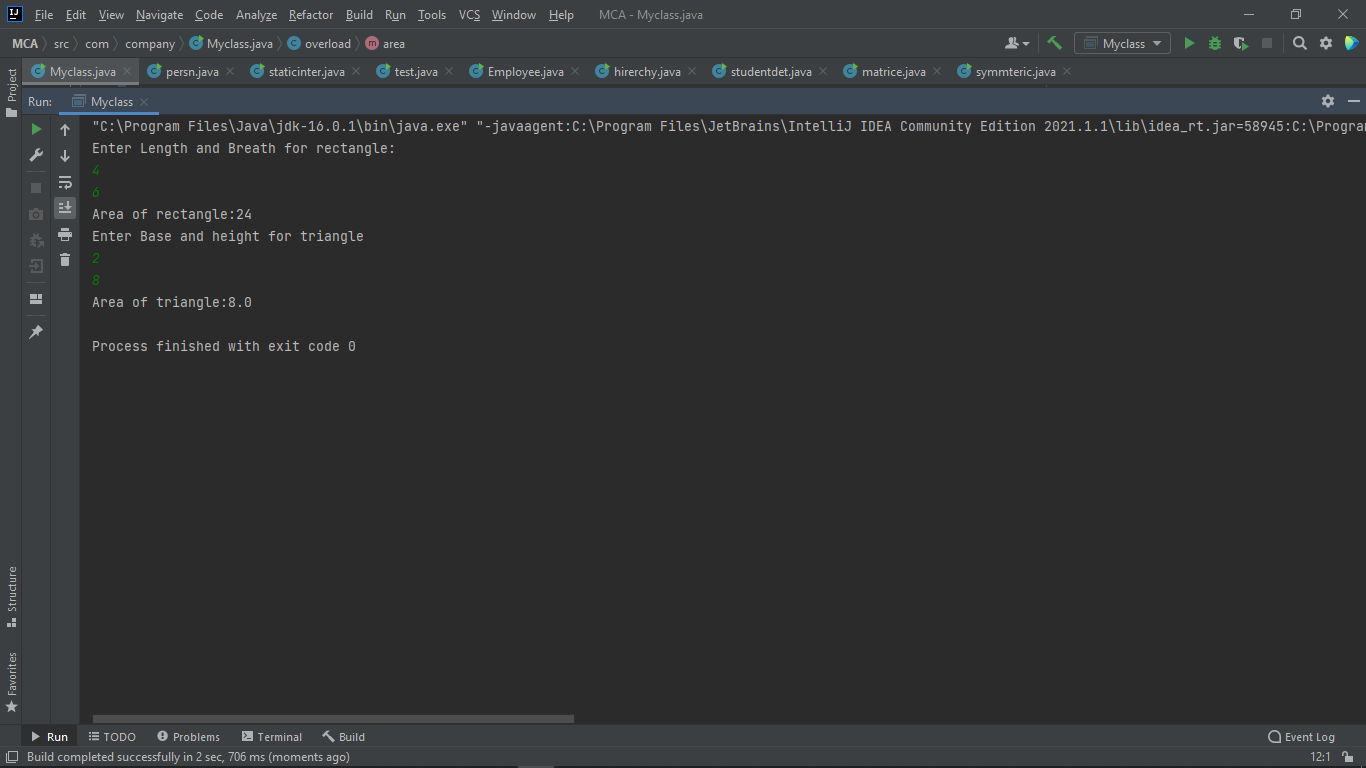 IJ File Edit View Navigate Code Analyze Refactor Build Run Tools VCS Window Help MCA - Myclass.java
MCA src com company Myclass.java overload m area Myclass
Myclass.java persn.java staticinter.java test.java Employee.java hirerchy.java studentdet.java matrice.java symmteric.java
Project
Run: Myclass
"C:\Program Files\Java\jdk-16.0.1\bin\java.exe" "-javaagent:C:\Program Files\JetBrains\IntelliJ IDEA Community Edition 2021.1.1\lib\idea_rt.jar=58945:C:\Program
Enter Length and Breath for rectangle:
4
6
Area of rectangle:24
Enter Base and height for triangle
2
8
Area of triangle:8.0
Process finished with exit code 0
Structure
Favorites
Run TODO Problems Terminal Build Event Log
Build completed successfully in 2 sec, 706 ms (moments ago) 12:1